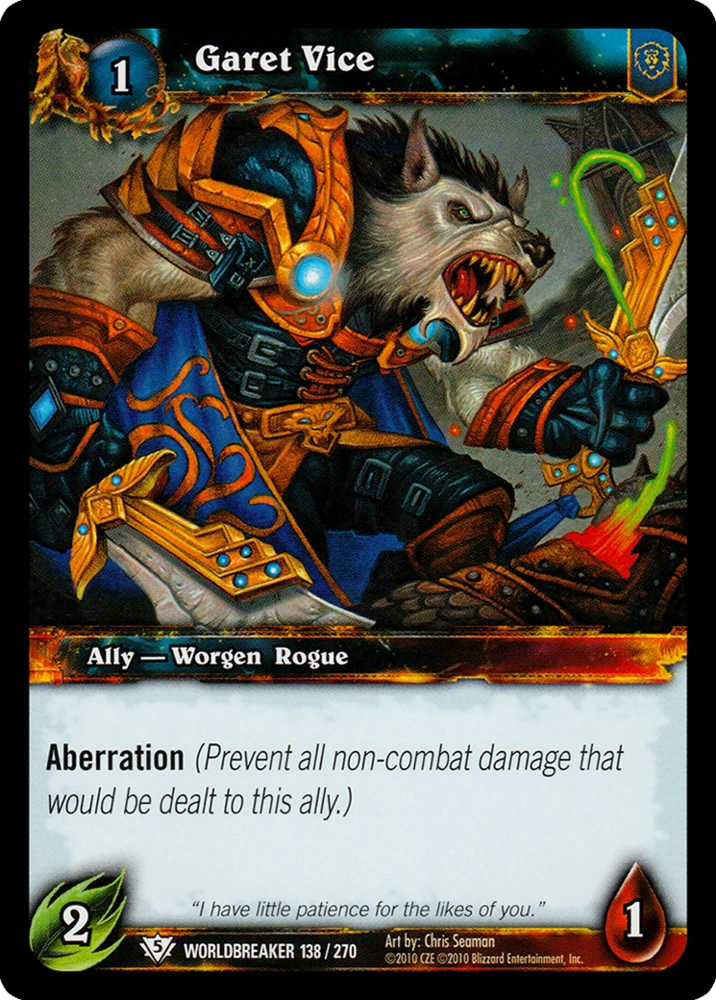 1
Garet Vice
Ally — Worgen Rogue
Aberration (Prevent all non-combat damage that
would be dealt to this ally.)
"I have little patience for the likes of you."
2
5
WORLDBREAKER 138 / 270
Art by: Chris Seaman
©2010 CZE ©2010 Blizzard Entertainment, Inc.
1